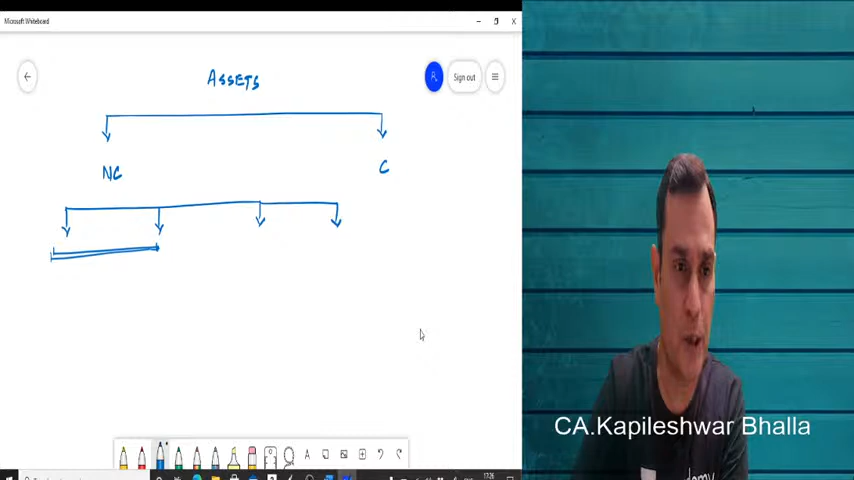 Microsoft Whiteboard
ASSETS
Sign out
NC
C
CA.Kapileshwar Bhalla